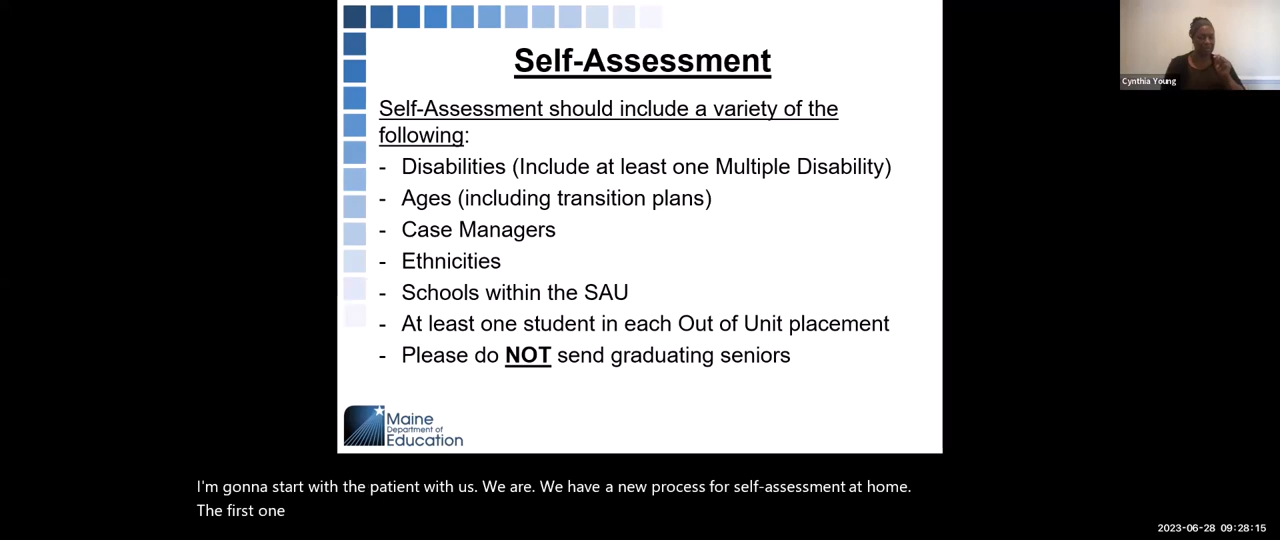 Self-Assessment
Self-Assessment should include a variety of the
following:
- Disabilities (Include at least one Multiple Disability)
- Ages (including transition plans)
- Case Managers
- Ethnicities
- Schools within the SAU
- At least one student in each Out of Unit placement
- Please do NOT send graduating seniors
Maine
Department of
Education
Cynthia Young
I'm gonna start with the patient with us. We are. We have a new process for self-assessment at home.
The first one
2023-06-28 09:28:15